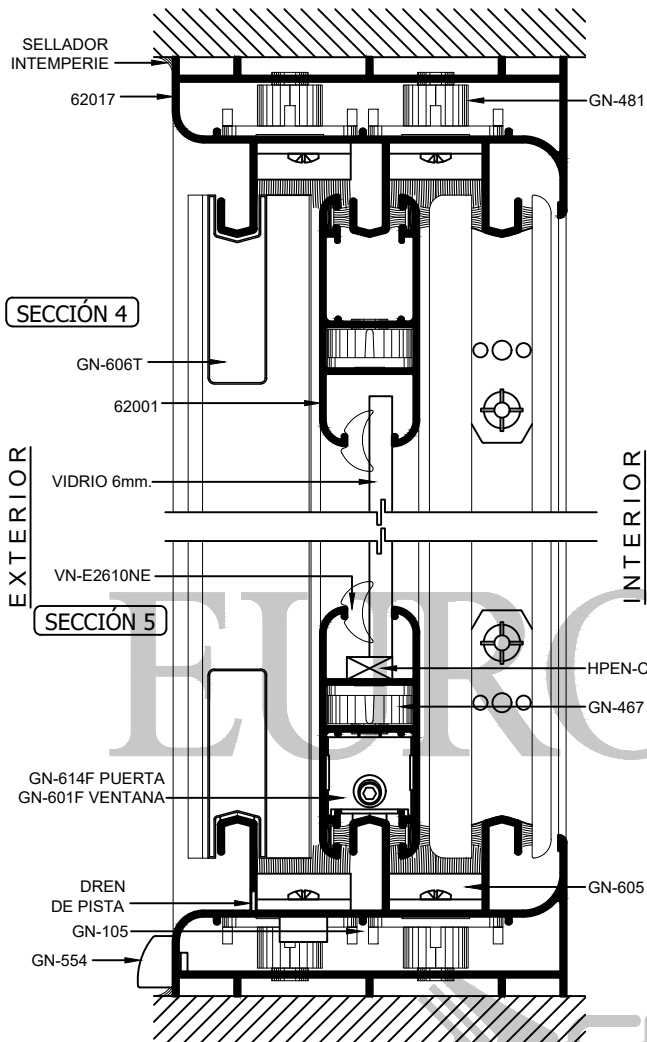 SELLADOR
INTEMPERIE
62017
GN-481
SECCIÓN 4
GN-606T
62001
EXTERIOR
INTERIOR
VIDRIO 6mm.
VN-E2610NE
SECCIÓN 5
EURO
HPEN-C
GN-467
GN-614F PUERTA
GN-601F VENTANA
DREN
DE PISTA
GN-605
GN-105
GN-554